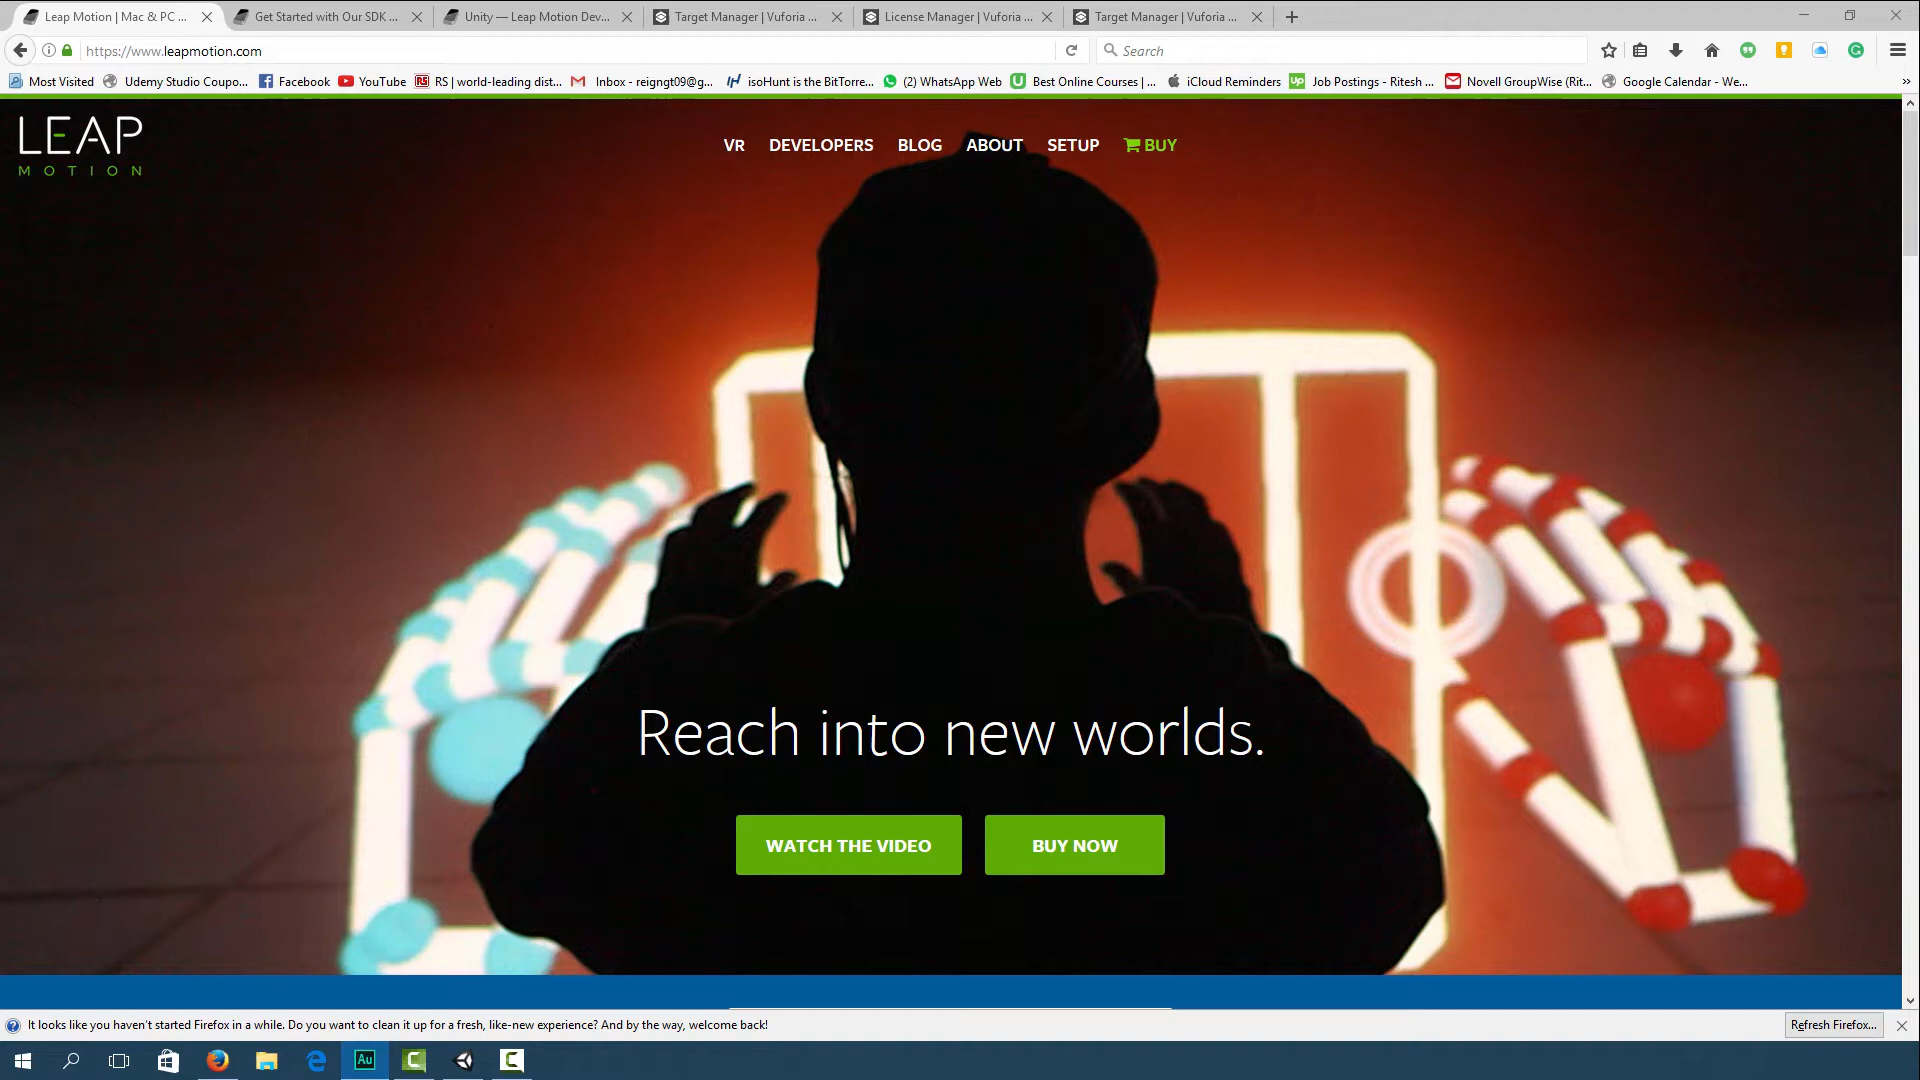 Leap Motion | Mac & PC ...
Get Started with Our SDK ...
Unity — Leap Motion Dev...
Target Manager | Vuforia ...
License Manager | Vuforia ...
Target Manager | Vuforia ...
https://www.leapmotion.com
Search
Most Visited
Udemy Studio Coupo...
Facebook
YouTube
RS | world-leading dist...
Inbox - reigngt09@g...
isoHunt is the BitTorre...
(2) WhatsApp Web
Best Online Courses | ...
iCloud Reminders
Job Postings - Ritesh ...
Novell GroupWise (Rit...
Google Calendar - We...
LEAP
MOTION
VR DEVELOPERS BLOG ABOUT SETUP BUY
Reach into new worlds.
WATCH THE VIDEO
BUY NOW
It looks like you haven't started Firefox in a while. Do you want to clean it up for a fresh, like-new experience? And by the way, welcome back!
Refresh Firefox...
Au